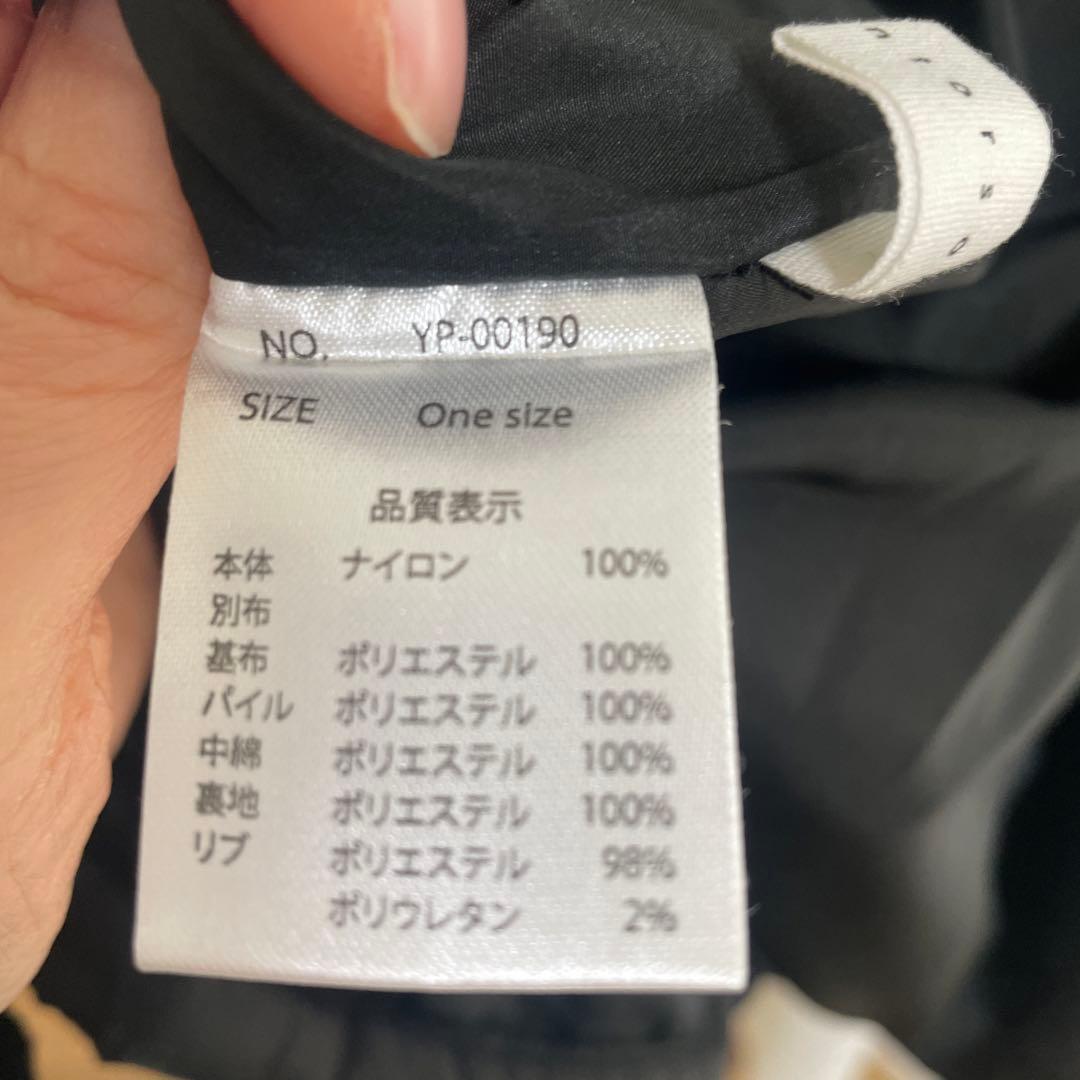 n o r s o
NO. YP-00190
SIZE One size
品質表示
本体 ナイロン 100%
別布
基布 ポリエステル 100%
パイル ポリエステル 100%
中綿 ポリエステル 100%
裏地 ポリエステル 100%
リブ ポリエステル 98%
ポリウレタン 2%